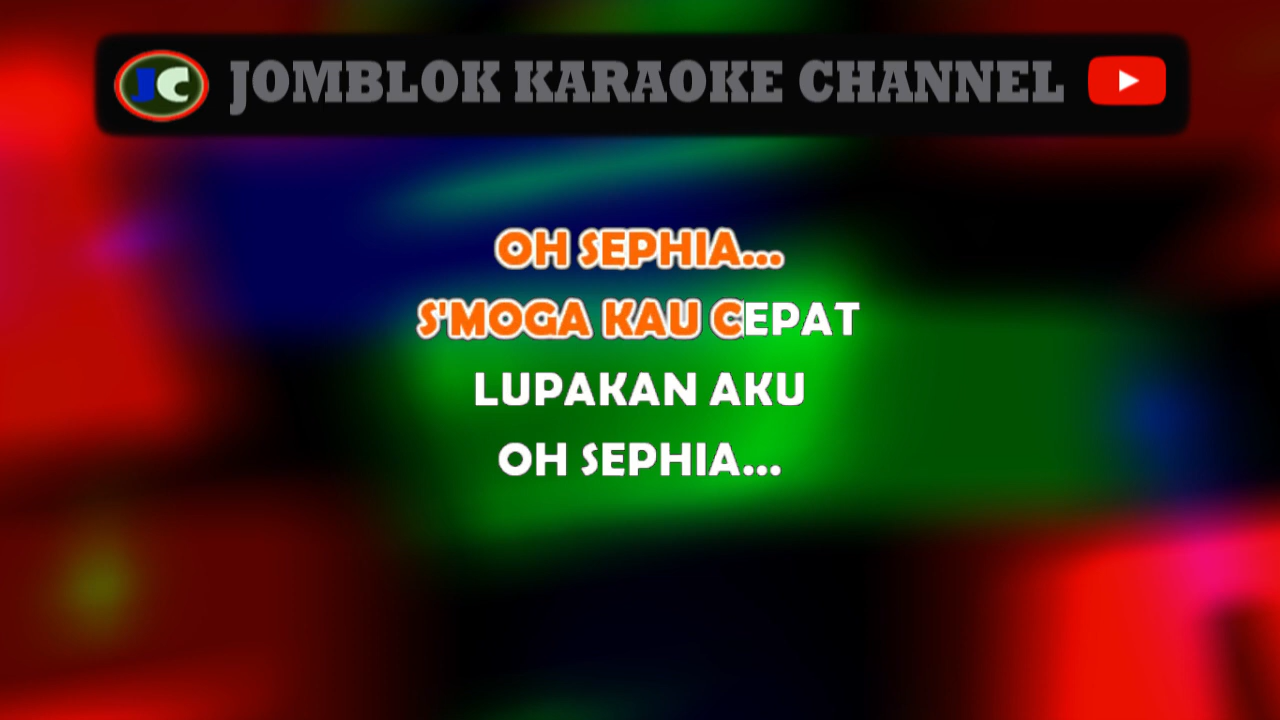 JC JOMBLOK KARAOKE CHANNEL
OH SEPHIA...
S'MOGA KAU CEPAT
LUPAKAN AKU
OH SEPHIA...